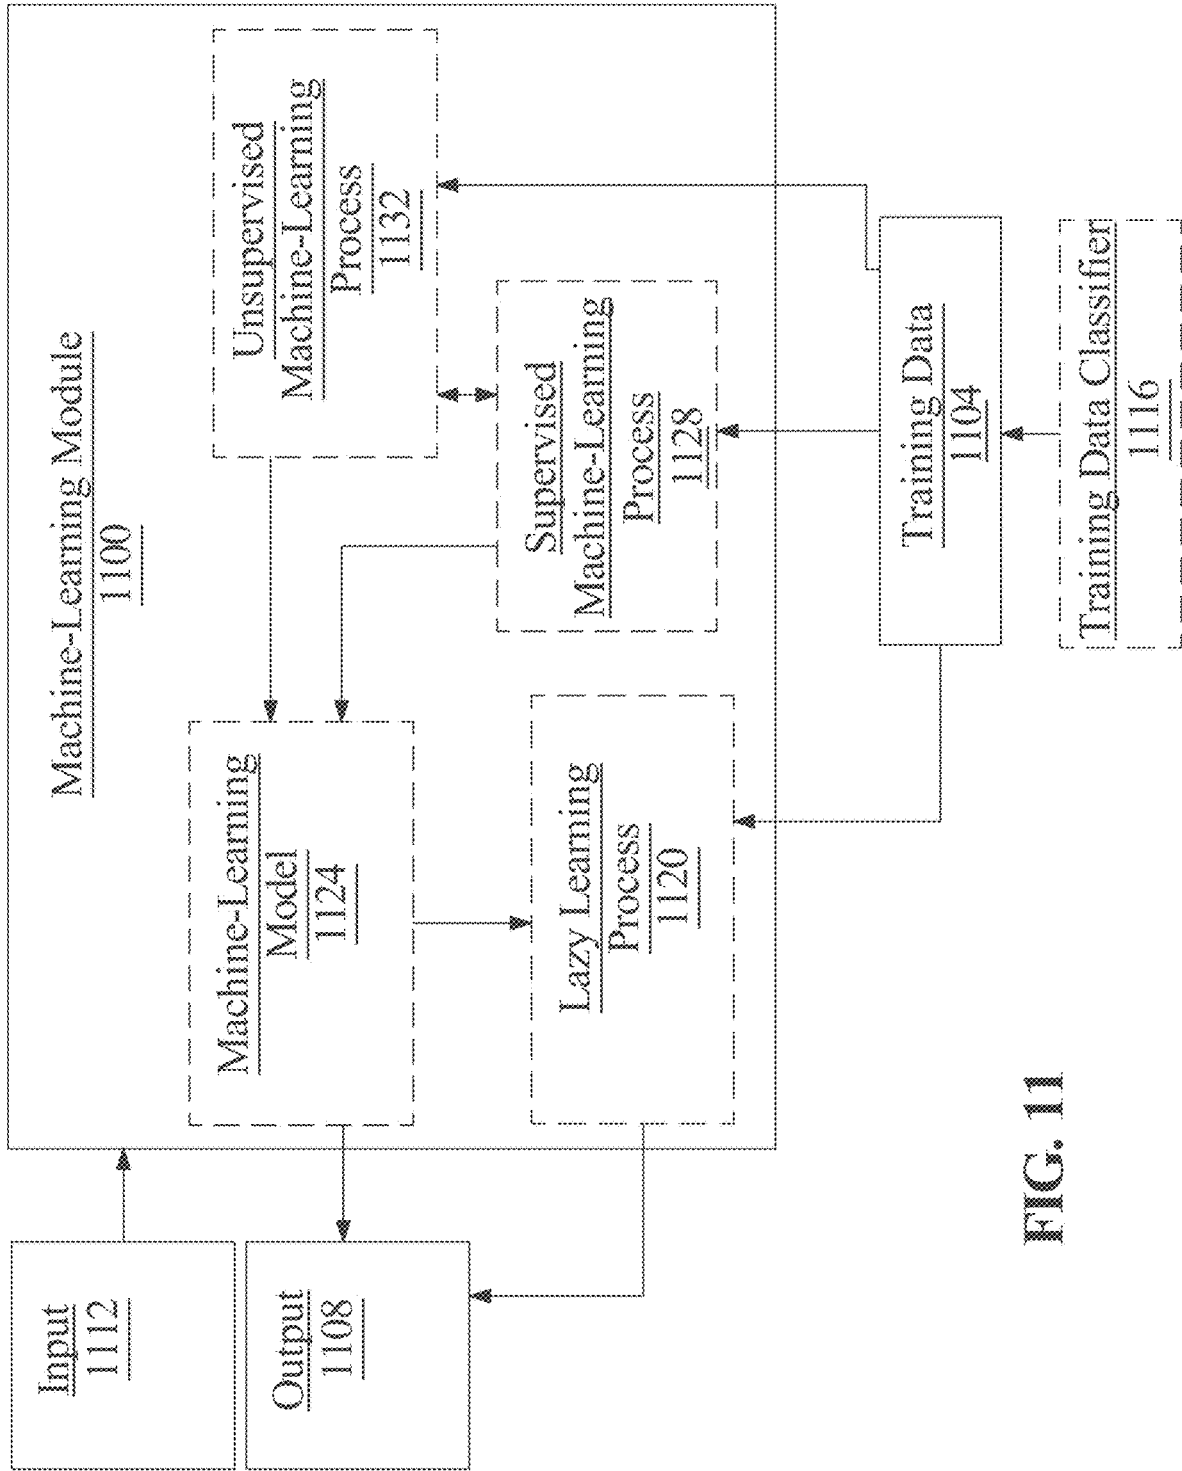 Machine-Learning Module
1100
Unsupervised
Machine-Learning
Process
1132
Supervised
Machine-Learning
Process
1128
Machine-Learning
Model
1124
Lazy Learning
Process
1120
Input
1112
Output
1108
Training Data
1104
Training Data Classifier
1116
FIG. 11